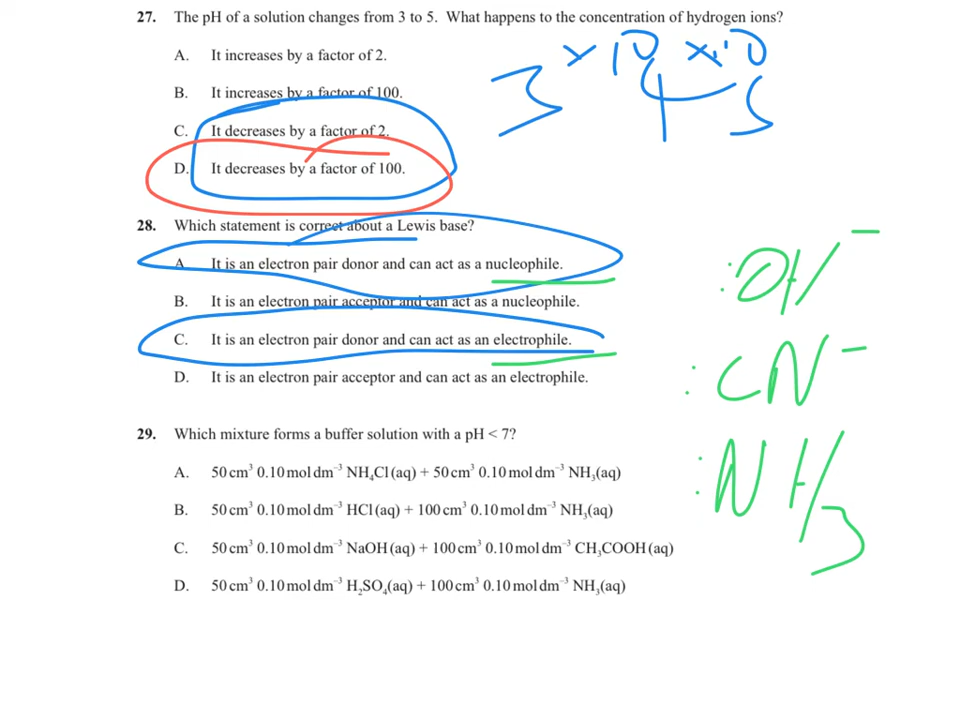 27. The pH of a solution changes from 3 to 5. What happens to the concentration of hydrogen ions?
A. It increases by a factor of 2.
B. It increases by a factor of 100.
C. It decreases by a factor of 2.
D. It decreases by a factor of 100.
3 ×10 4 ×10 5
28. Which statement is correct about a Lewis base?
A. It is an electron pair donor and can act as a nucleophile.
B. It is an electron pair acceptor and can act as a nucleophile.
C. It is an electron pair donor and can act as an electrophile.
D. It is an electron pair acceptor and can act as an electrophile.
:OH⁻
:CN⁻
:NH3
29. Which mixture forms a buffer solution with a pH < 7?
A. 50 cm³ 0.10 mol dm⁻³ NH₄Cl (aq) + 50 cm³ 0.10 mol dm⁻³ NH₃ (aq)
B. 50 cm³ 0.10 mol dm⁻³ HCl (aq) + 100 cm³ 0.10 mol dm⁻³ NH₃ (aq)
C. 50 cm³ 0.10 mol dm⁻³ NaOH (aq) + 100 cm³ 0.10 mol dm⁻³ CH₃COOH (aq)
D. 50 cm³ 0.10 mol dm⁻³ H₂SO₄ (aq) + 100 cm³ 0.10 mol dm⁻³ NH₃ (aq)